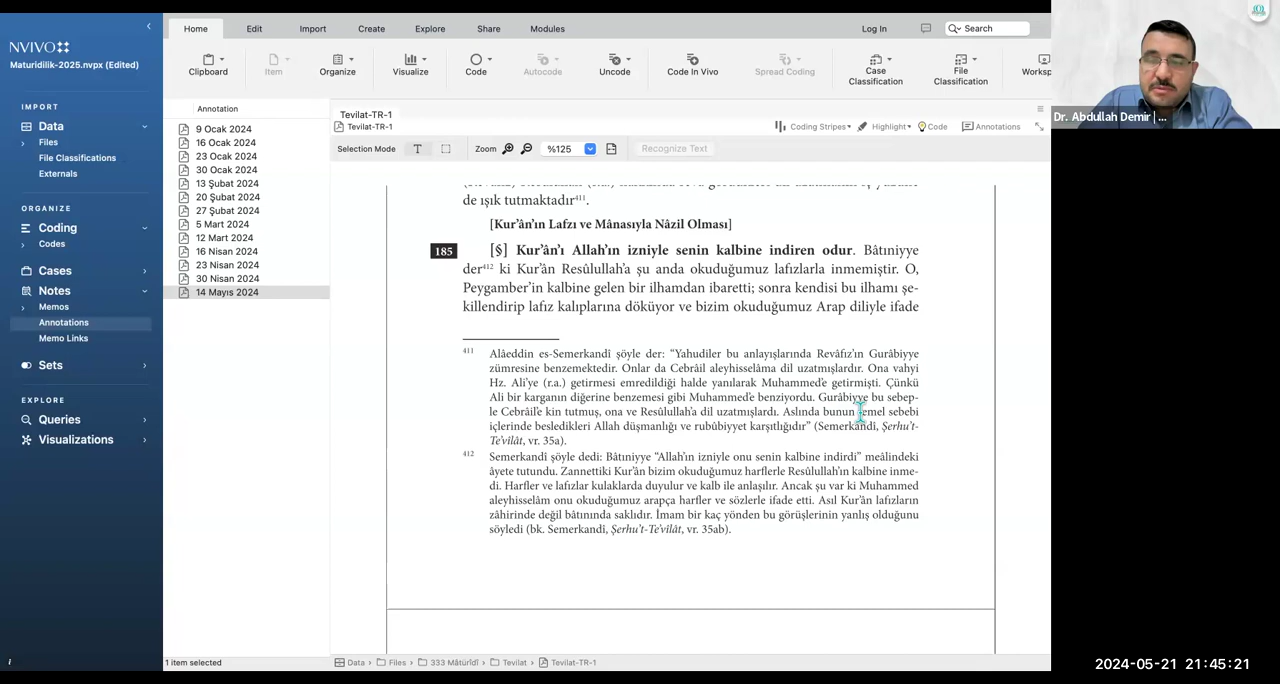 Home
Edit
Import
Create
Explore
Share
Modules
Log In
Search
NVIVO
Maturidilik-2025.nvpx (Edited)
Clipboard
Item
Organize
Visualize
Code
Autocode
Uncode
Code In Vivo
Spread Coding
Case Classification
File Classification
Worksp
IMPORT
Data
Files
File Classifications
Externals
ORGANIZE
Coding
Codes
Cases
Notes
Memos
Annotations
Memo Links
Sets
EXPLORE
Queries
Visualizations
Annotation
9 Ocak 2024
16 Ocak 2024
23 Ocak 2024
30 Ocak 2024
13 Şubat 2024
20 Şubat 2024
27 Şubat 2024
5 Mart 2024
12 Mart 2024
16 Nisan 2024
23 Nisan 2024
30 Nisan 2024
14 Mayıs 2024
1 item selected
Tevilat-TR-1
Tevilat-TR-1
Coding Stripes
Highlight
Code
Annotations
Selection Mode
T
Zoom
%125
Recognize Text
de ışık tutmaktadır411.
[Kur'ân'ın Lafzı ve Mânasıyla Nâzil Olması]
185 [§] Kur'ân'ı Allah'ın izniyle senin kalbine indiren odur. Bâtıniyye
der412 ki Kur'ân Resûlullah'a şu anda okuduğumuz lafızlarla inmemiştir. O,
Peygamber'in kalbine gelen bir ilhamdan ibaretti; sonra kendisi bu ilhamı şe-
killendirip lafız kalıplarına döküyor ve bizim okuduğumuz Arap diliyle ifade
411 Alâeddin es-Semerkandî şöyle der: "Yahudiler bu anlayışlarında Revâfız'ın Gurâbiyye
zümresine benzemektedir. Onlar da Cebrâil aleyhisselâma dil uzatmışlardır. Ona vahyi
Hz. Ali'ye (r.a.) getirmesi emredildiği halde yanılarak Muhammed'e getirmişti. Çünkü
Ali bir karganın diğerine benzemesi gibi Muhammed'e benziyordu. Gurâbiyye bu sebep-
le Cebrâil'e kin tutmuş, ona ve Resûlullah'a dil uzatmışlardı. Aslında bunun temel sebebi
içlerinde besledikleri Allah düşmanlığı ve rubûbiyyet karşıtlığıdır" (Semerkandî, Şerhu't-
Te'vîlât, vr. 35a).
412 Semerkandî şöyle dedi: Bâtıniyye "Allah'ın izniyle onu senin kalbine indirdi" meâlindeki
âyete tutundu. Zannettiki Kur'ân bizim okuduğumuz harflerle Resûlullah'ın kalbine inme-
di. Harfler ve lafızlar kulaklarda duyulur ve kalb ile anlaşılır. Ancak şu var ki Muhammed
aleyhisselâm onu okuduğumuz arapça harfler ve sözlerle ifade etti. Asıl Kur'ân lafızların
zâhirinde değil bâtınında saklıdır. İmam bir kaç yönden bu görüşlerinin yanlış olduğunu
söyledi (bk. Semerkandî, Şerhu't-Te'vîlât, vr. 35ab).
Data
Files
333 Mâtürîdî
Tevilat
Tevilat-TR-1
Dr. Abdullah Demir | ...
2024-05-21 21:45:21